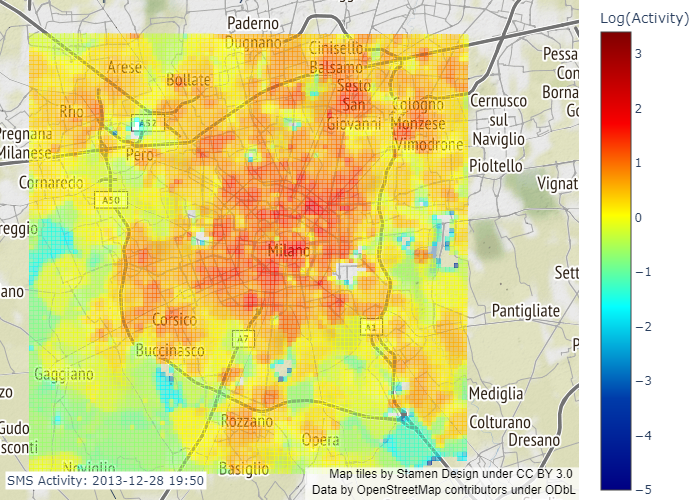 Log(Activity)
Paderno
Dugnano
Cinisello
Balsamo
Arese
Bollate
Sesto
San
Giovanni
Rho
A52
Cologno
Monzese
Vimodrone
Cernusco
sul
Naviglio
Pessa
Con
Borna
Go
Pregnana
Milanese
Pero
Pioltello
Cornaredo
A50
Vignat
reggio
Milano
ano
Sett
Corsico
A7
A1
Pantigliate
Buccinasco
P
Gaggiano
zo
Mediglia
Rozzano
Colturano
Gudo
sconti
Opera
Dresano
Noviglio
Basiglio
SMS Activity: 2013-12-28 19:50
Map tiles by Stamen Design under CC BY 3.0
Data by OpenStreetMap contributors under ODbL
3
2
1
0
−1
−2
−3
−4
−5